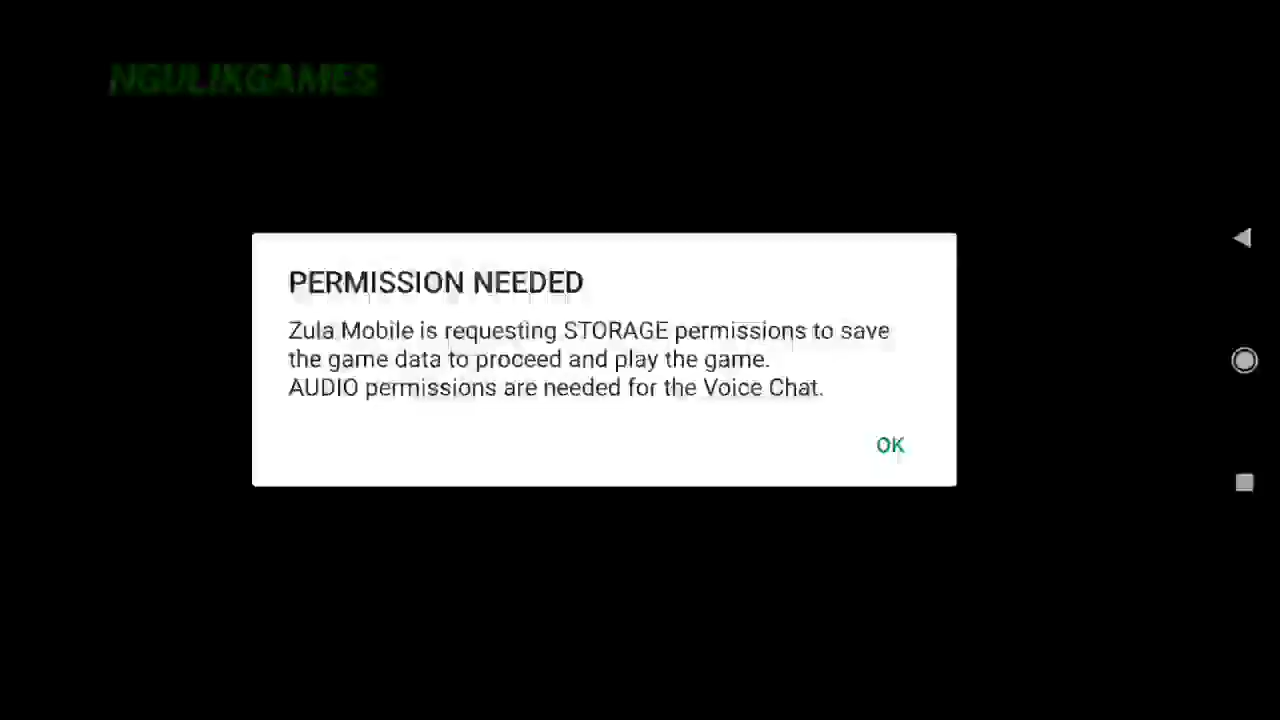 NGULIKGAMES
PERMISSION NEEDED
Zula Mobile is requesting STORAGE permissions to save
the game data to proceed and play the game.
AUDIO permissions are needed for the Voice Chat.
OK